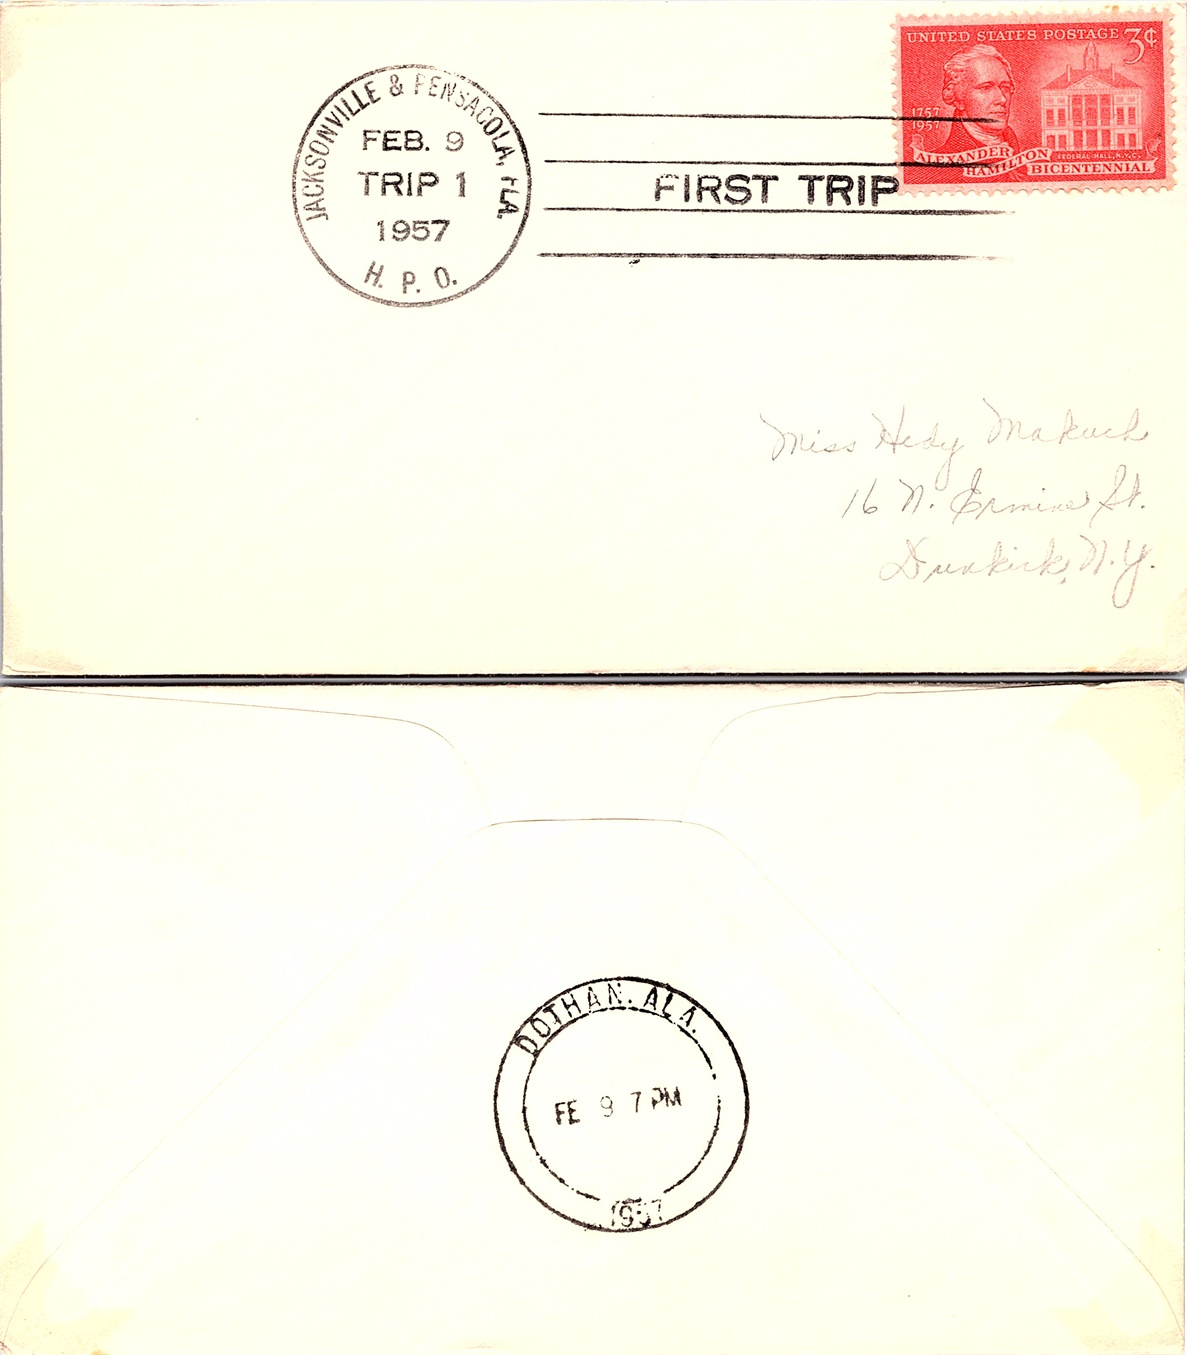 JACKSONVILLE & PENSACOLA, FLA.
FEB. 9
TRIP 1
1957
H. P. O.
FIRST TRIP
UNITED STATES POSTAGE 3¢
1757
1957
ALEXANDER HAMILTON BICENTENNIAL
FEDERAL HALL, N.Y.C.
Miss Hedy Makuch
16 N. Ermine St.
Dunkirk, N.Y.
DOTHAN, ALA.
FE 9 7 PM
1957